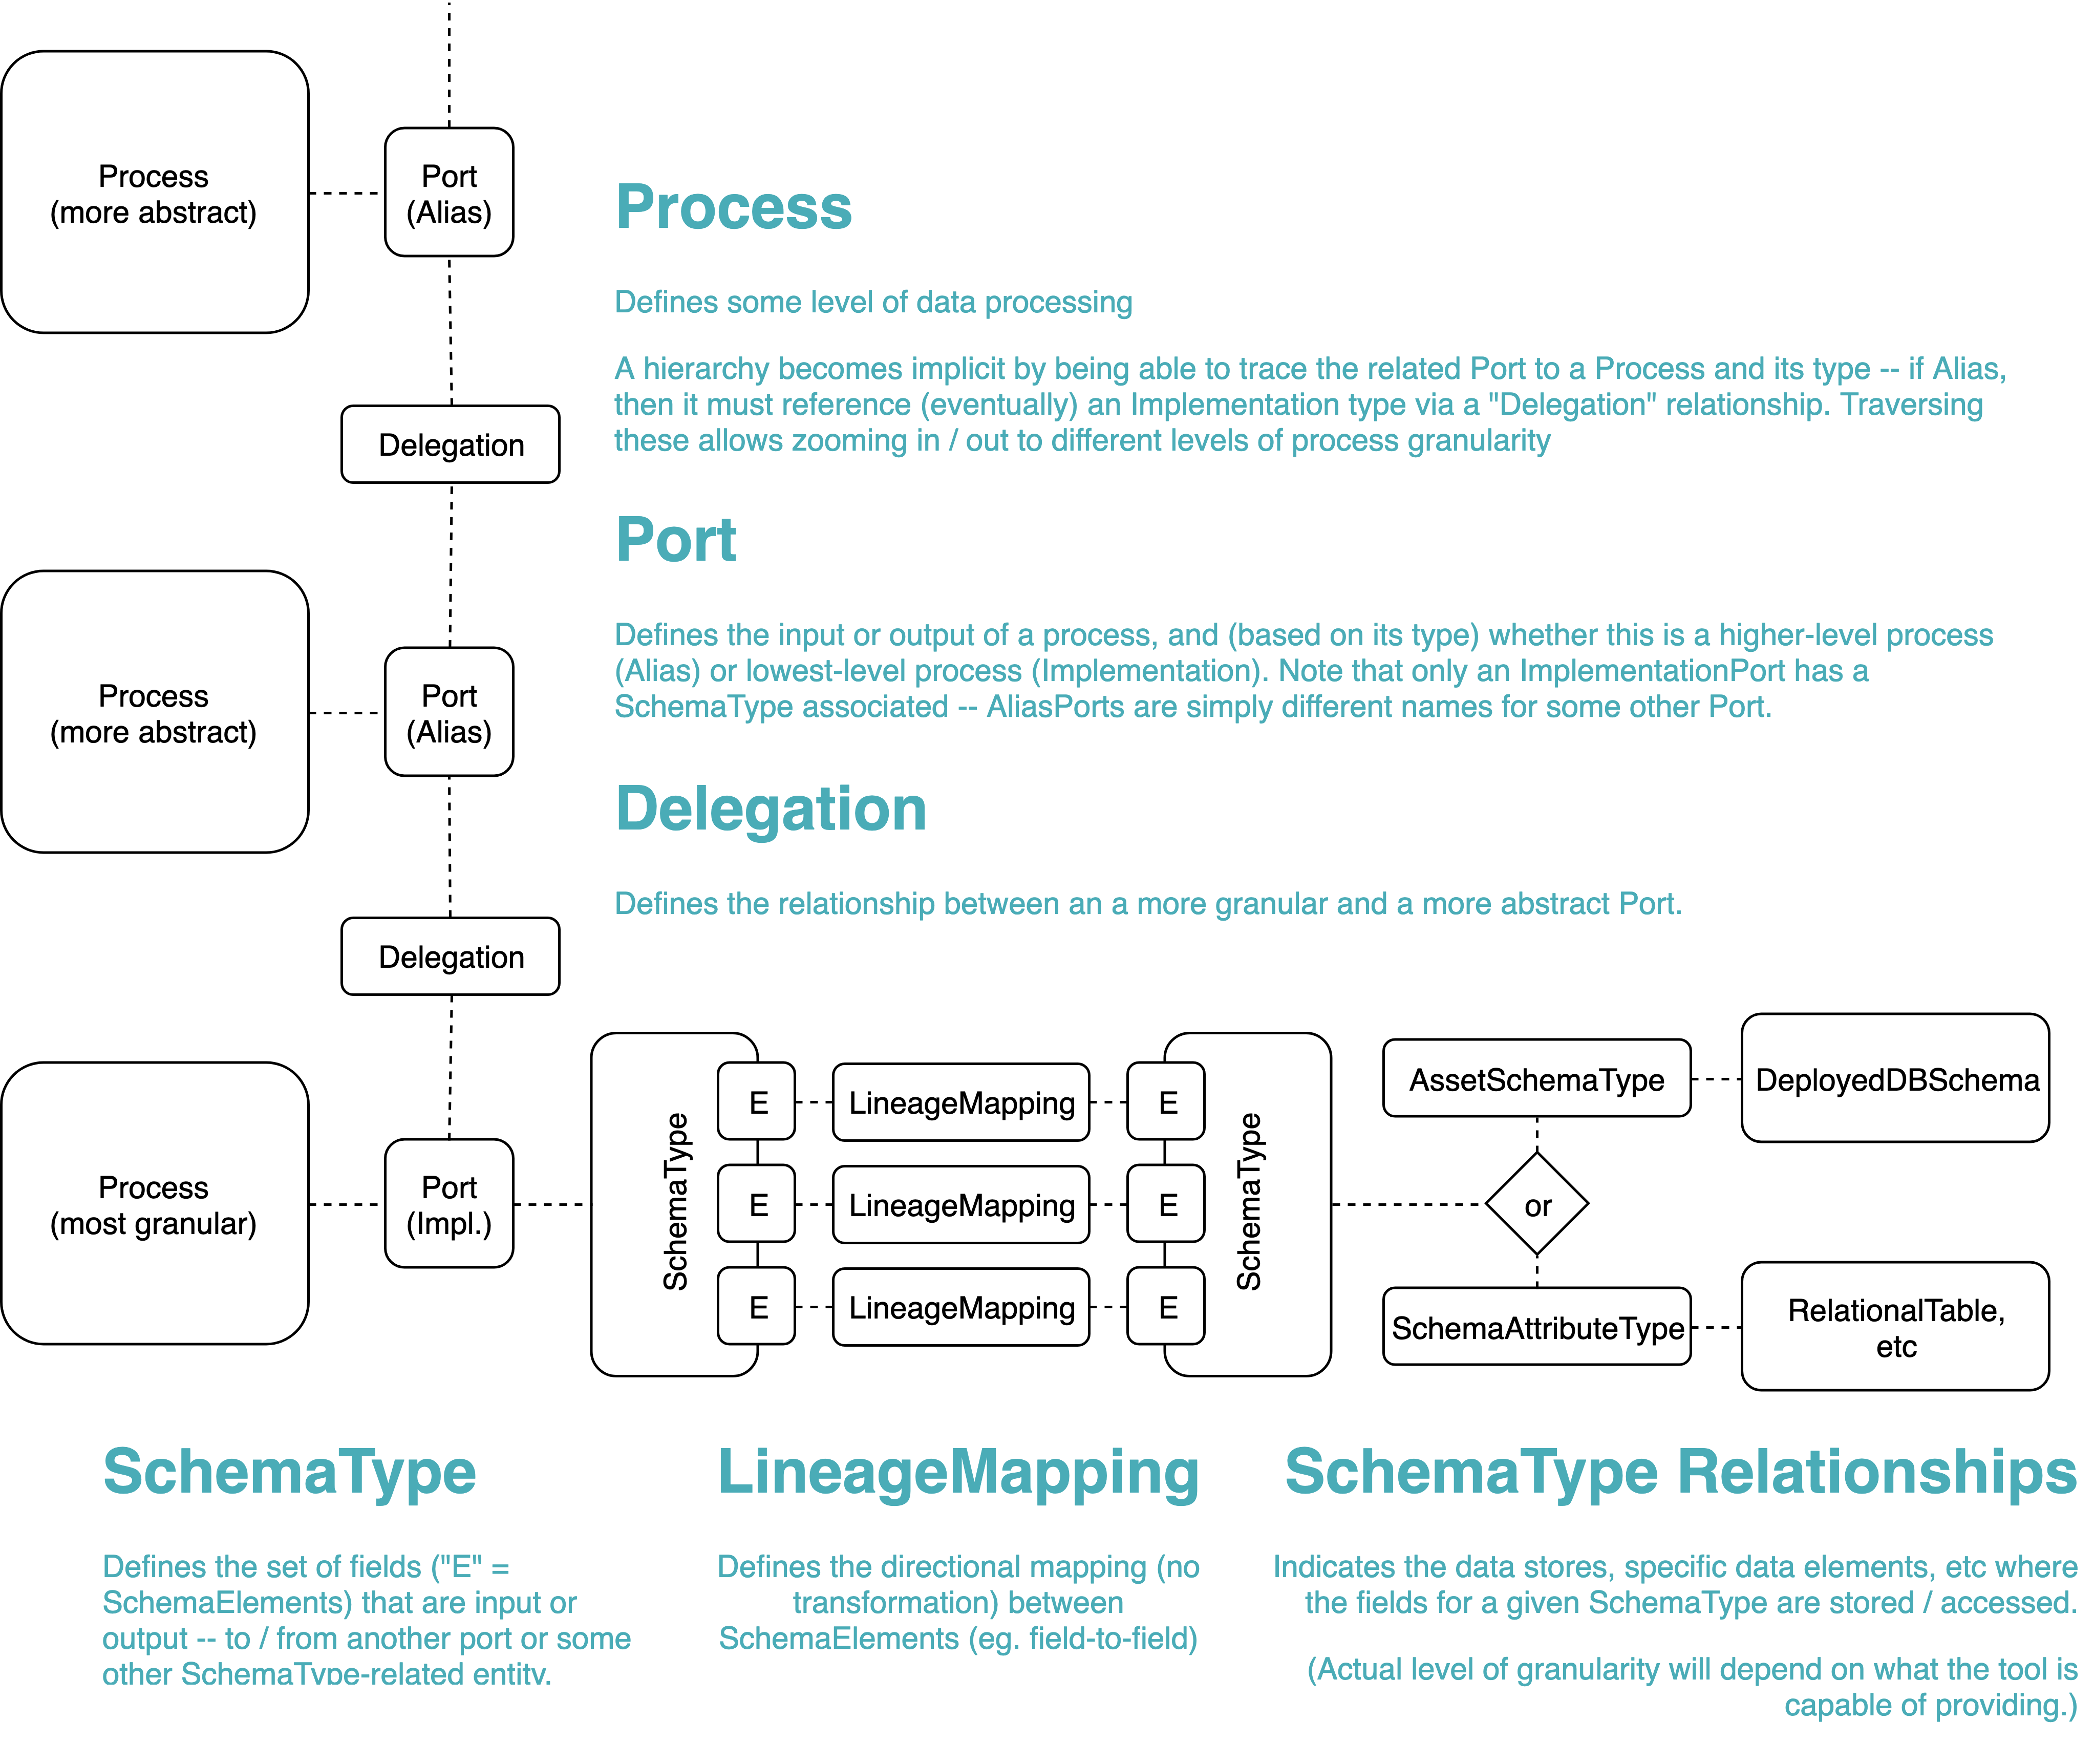 Process
(more abstract)
Port
(Alias)
Process
Defines some level of data processing
A hierarchy becomes implicit by being able to trace the related Port to a Process and its type -- if Alias,
then it must reference (eventually) an Implementation type via a "Delegation" relationship. Traversing
these allows zooming in / out to different levels of process granularity
Delegation
Port
Defines the input or output of a process, and (based on its type) whether this is a higher-level process
(Alias) or lowest-level process (Implementation). Note that only an ImplementationPort has a
SchemaType associated -- AliasPorts are simply different names for some other Port.
Process
(more abstract)
Port
(Alias)
Delegation
Defines the relationship between an a more granular and a more abstract Port.
Delegation
Process
(most granular)
Port
(Impl.)
SchemaType
E
LineageMapping
E
E
LineageMapping
E
E
LineageMapping
E
SchemaType
AssetSchemaType
DeployedDBSchema
or
SchemaAttributeType
RelationalTable,
etc
SchemaType
Defines the set of fields ("E" =
SchemaElements) that are input or
output -- to / from another port or some
other SchemaType-related entity.
LineageMapping
Defines the directional mapping (no
transformation) between
SchemaElements (eg. field-to-field)
SchemaType Relationships
Indicates the data stores, specific data elements, etc where
the fields for a given SchemaType are stored / accessed.
(Actual level of granularity will depend on what the tool is
capable of providing.)